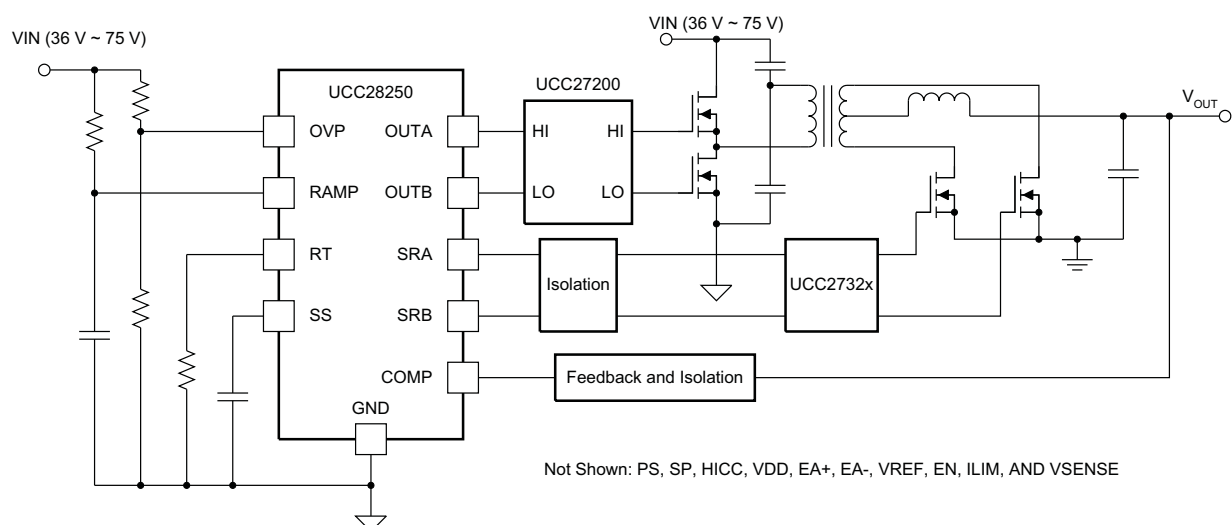 VIN (36 V ~ 75 V)
VIN (36 V ~ 75 V)
UCC28250
UCC27200
OVP
OUTA
HI
HI
RAMP
OUTB
LO
LO
RT
SRA
SS
SRB
Isolation
UCC2732x
COMP
Feedback and Isolation
GND
VOUT
Not Shown: PS, SP, HICC, VDD, EA+, EA-, VREF, EN, ILIM, AND VSENSE